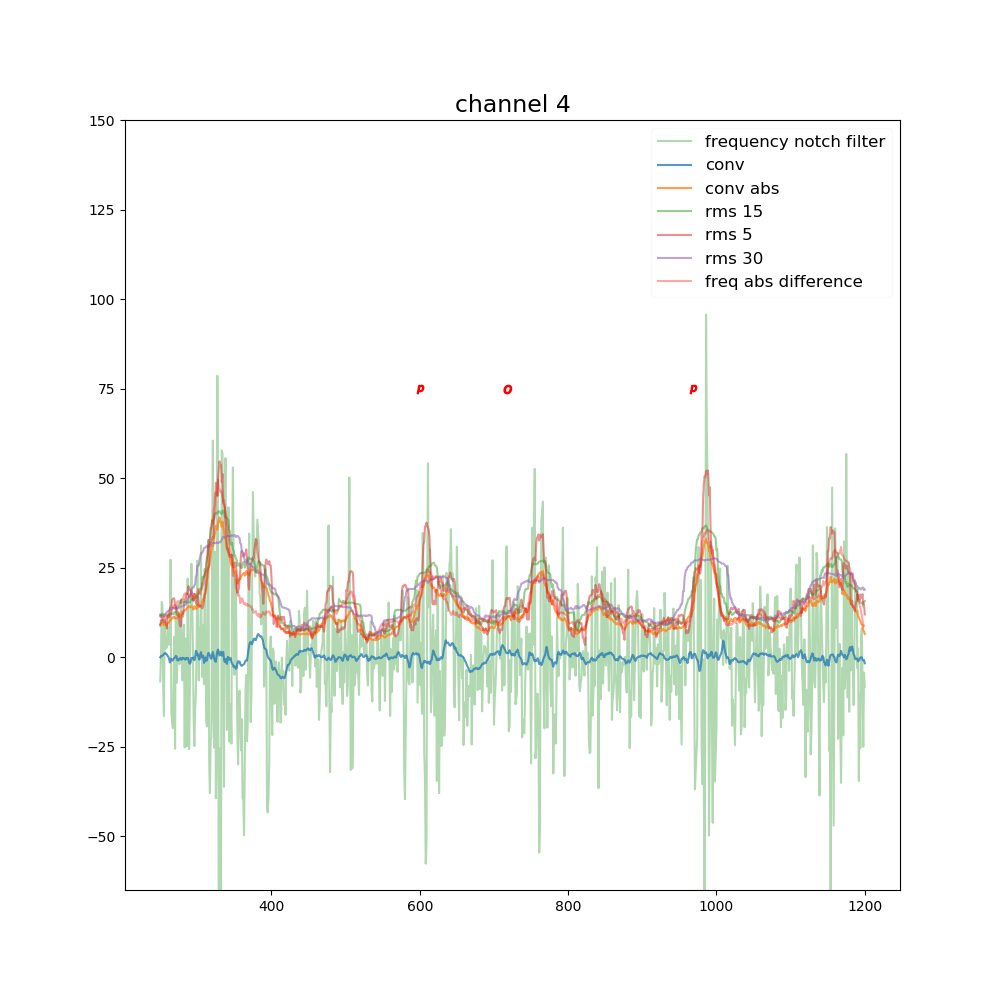 channel 4
150
125
100
75
50
25
0
−25
−50
frequency notch filter
conv
conv abs
rms 15
rms 5
rms 30
freq abs difference
p o p
400 600 800 1000 1200